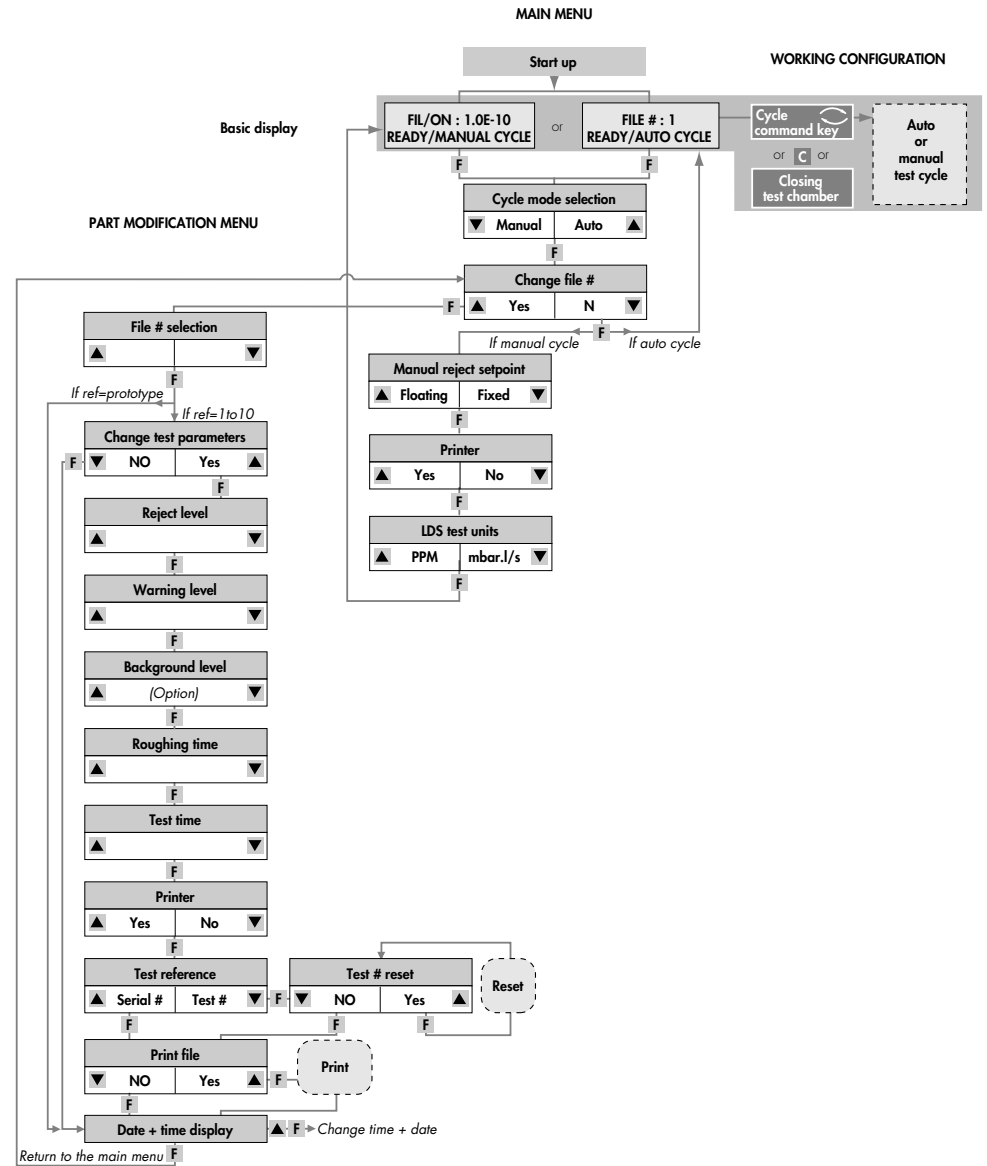 MAIN MENU
Start up
WORKING CONFIGURATION
Basic display
FIL/ON : 1.0E-10
READY/MANUAL CYCLE
or
FILE # : 1
READY/AUTO CYCLE
Cycle
command key
or C or
Closing
test chamber
Auto
or
manual
test cycle
F
F
Cycle mode selection
▼ Manual Auto ▲
F
PART MODIFICATION MENU
Change file #
F ▲ Yes N ▼
F
If manual cycle
If auto cycle
Manual reject setpoint
▲ Floating Fixed ▼
F
Printer
▲ Yes No ▼
F
LDS test units
▲ PPM mbar.l/s ▼
F
File # selection
▲ ▼
F
If ref=prototype
If ref=1to10
Change test parameters
F ▼ NO Yes ▲
F
Reject level
▲ ▼
F
Warning level
▲ ▼
F
Background level
▲ (Option) ▼
F
Roughing time
▲ ▼
F
Test time
▲ ▼
F
Printer
▲ Yes No ▼
F
Test reference
▲ Serial # Test # ▼ F
Test # reset
▼ NO Yes ▲
Reset
F
F
F
Print file
▼ NO Yes ▲ F
Print
F
Date + time display ▲ F Change time + date
Return to the main menu F